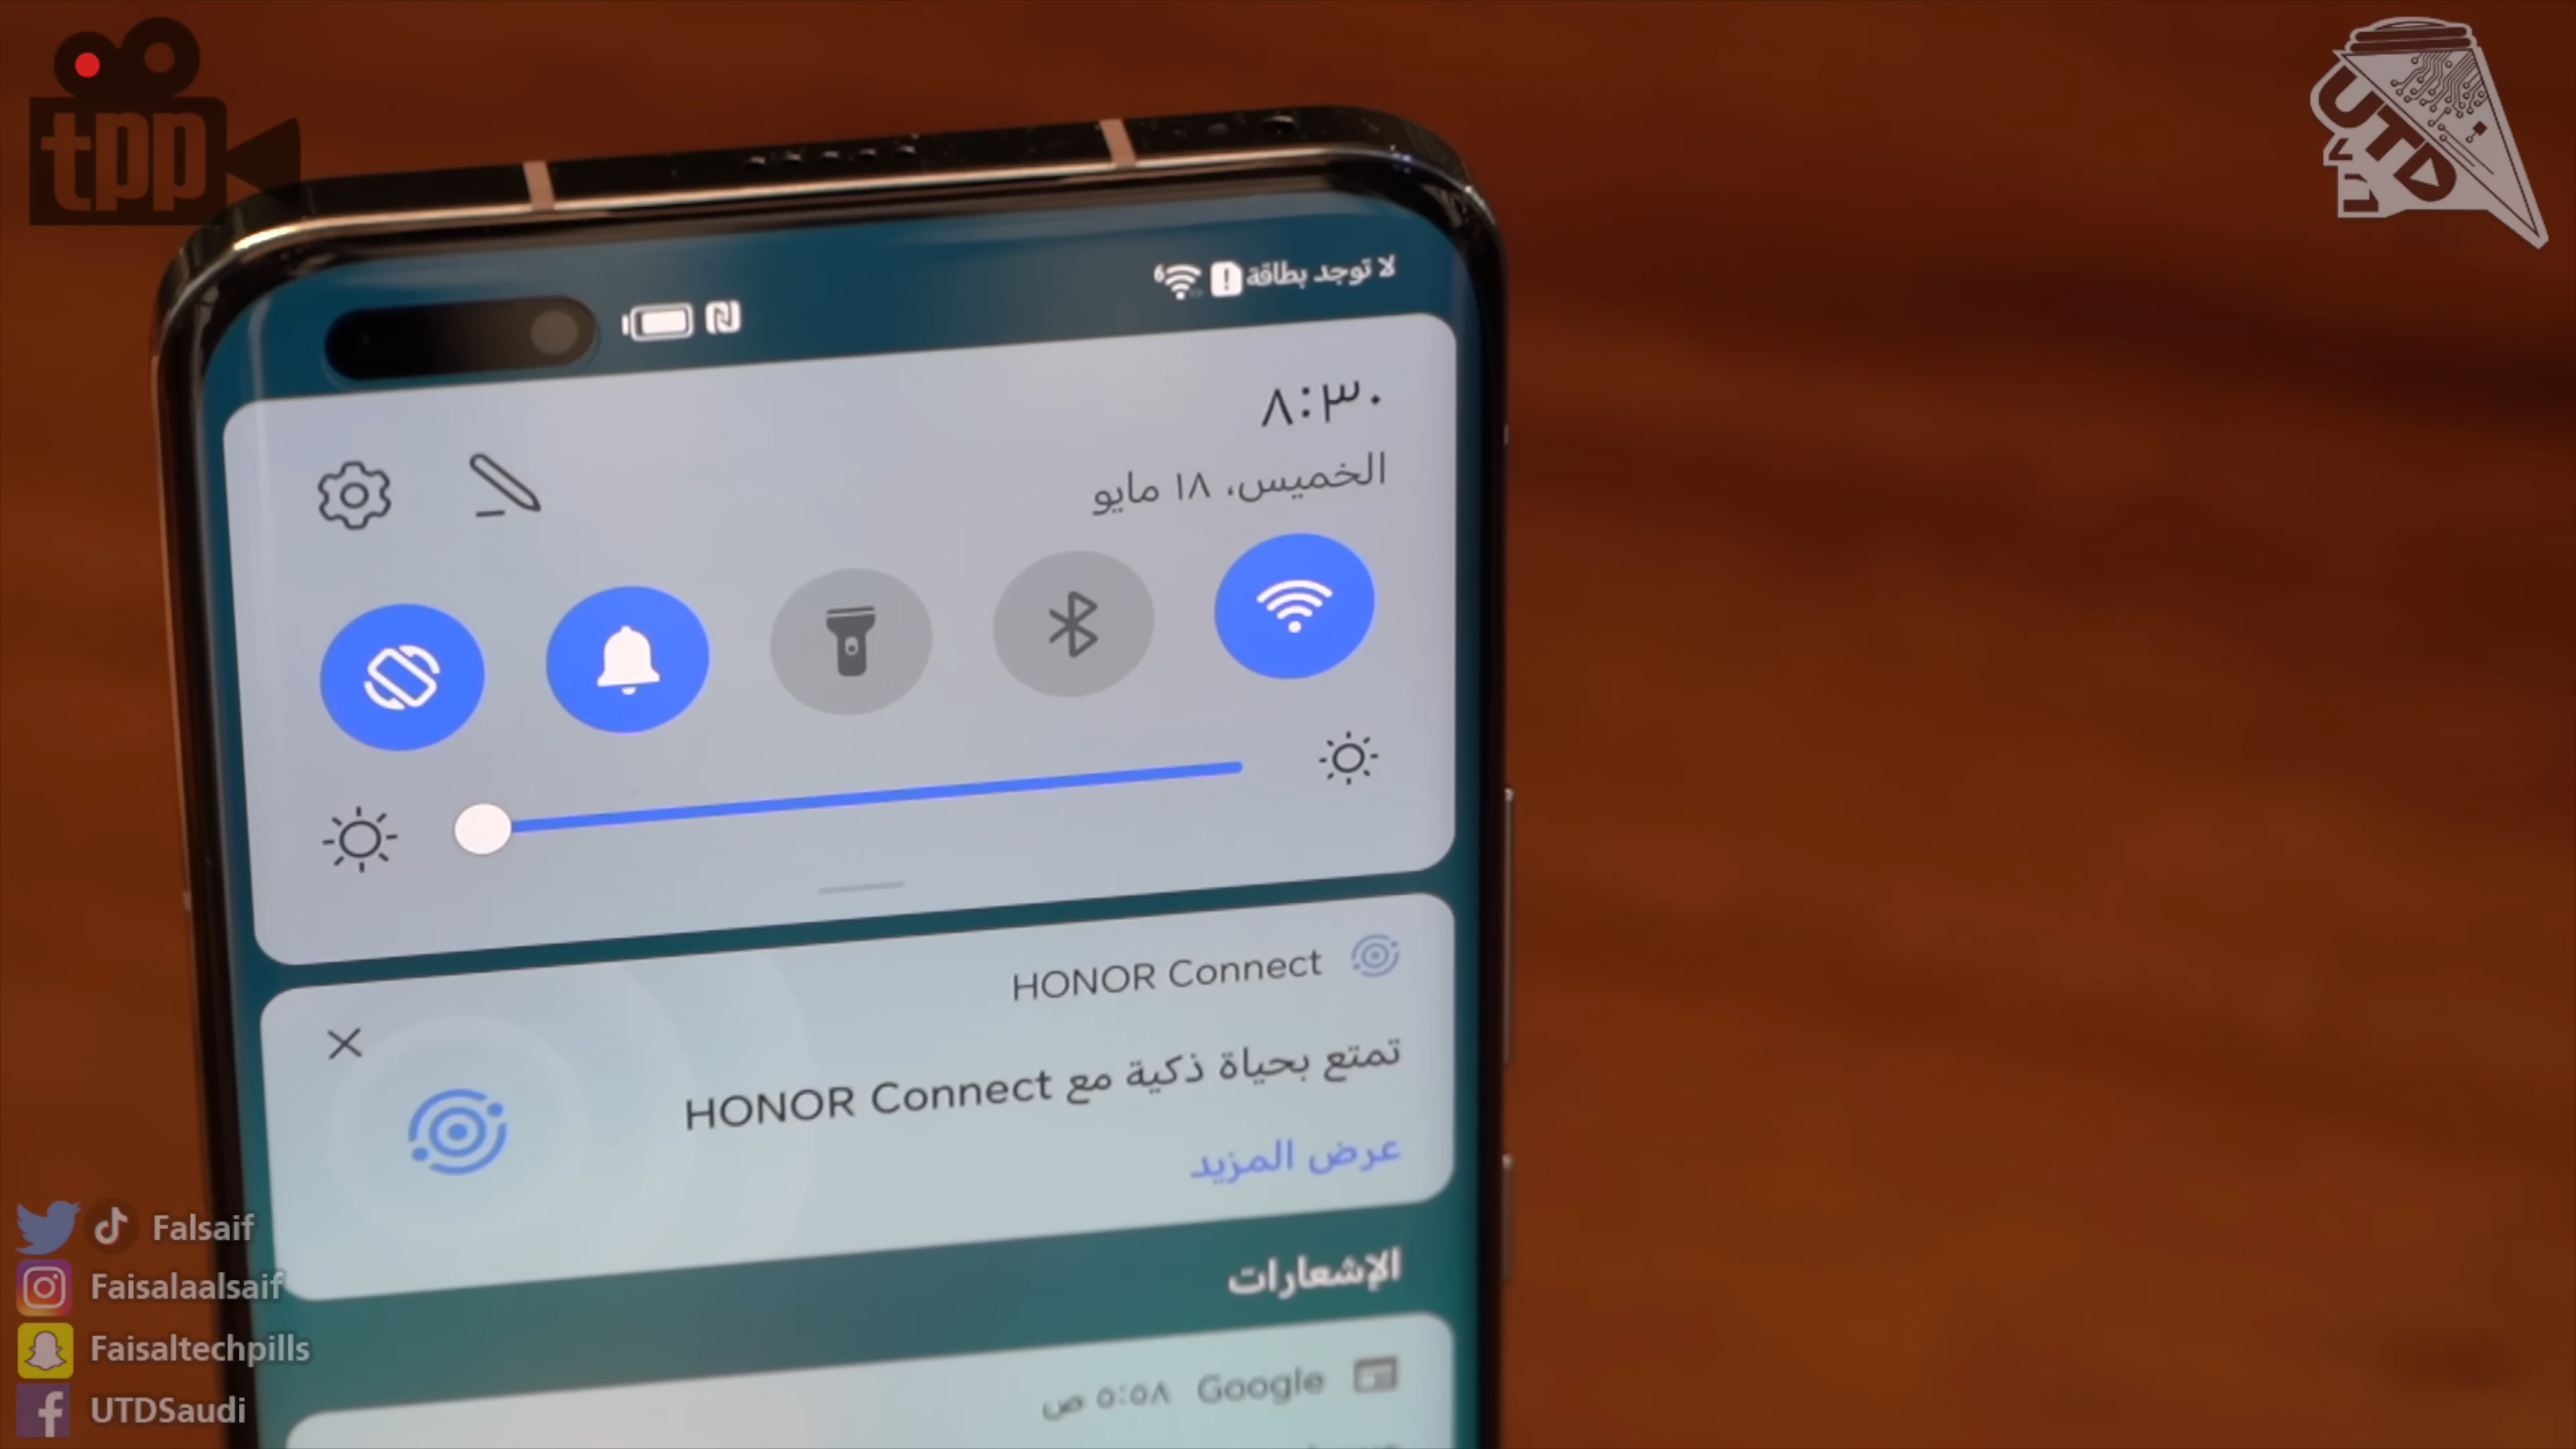 tpp
UTD
لا توجد بطاقة
6
٨:٣٠
الخميس، ١٨ مايو
HONOR Connect
تمتع بحياة ذكية مع HONOR Connect
عرض المزيد
الإشعارات
Google ٥:٥٨ ص
Falsaif
Faisalaalsaif
Faisaltechpills
UTDSaudi